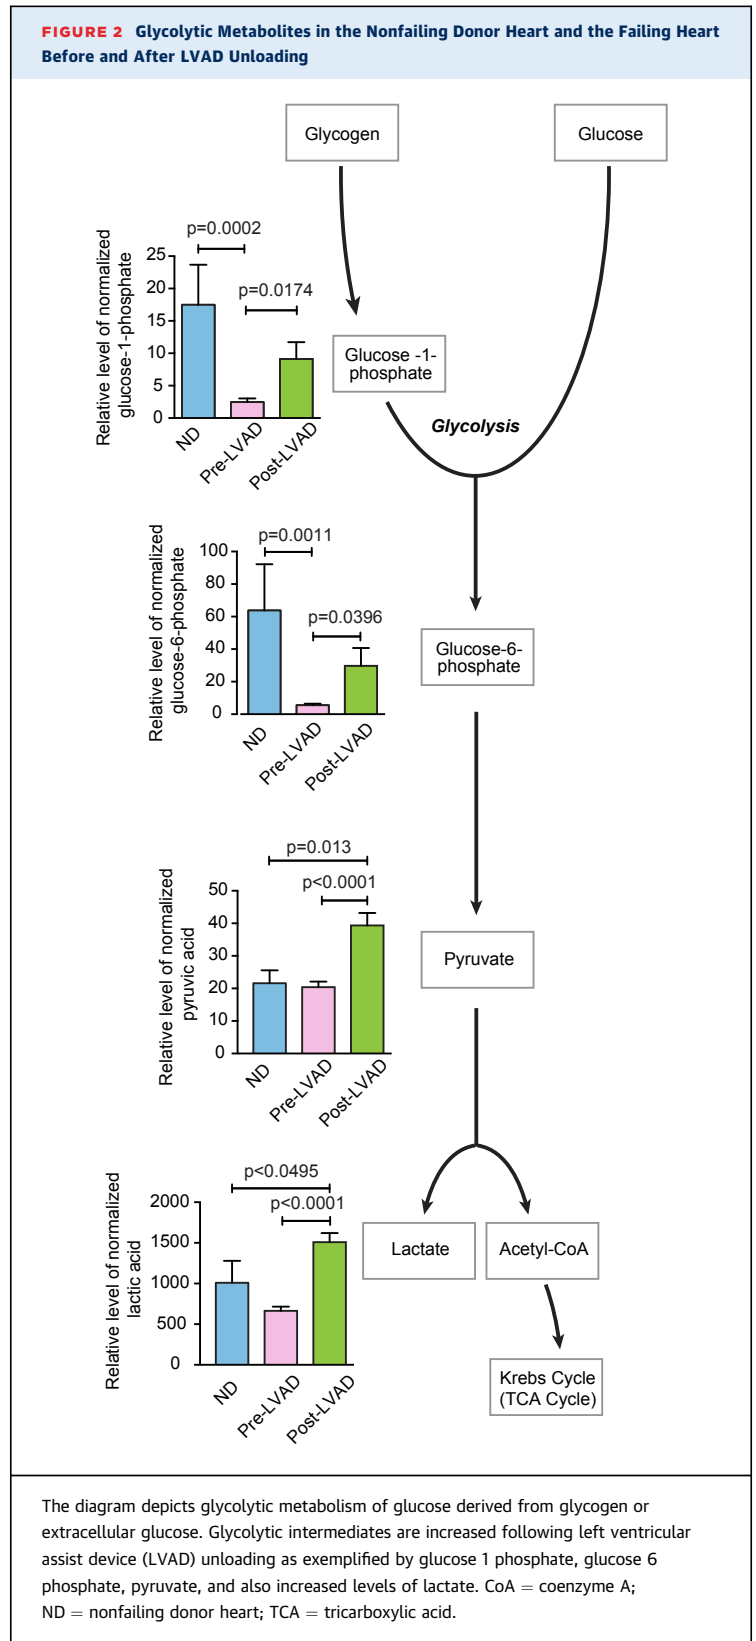 FIGURE 2 Glycolytic Metabolites in the Nonfailing Donor Heart and the Failing Heart
Before and After LVAD Unloading
Glycogen
Glucose
p=0.0002
p=0.0174
Relative level of normalized
glucose-1-phosphate
25
20
15
10
5
0
ND
Pre-LVAD
Post-LVAD
Glucose -1-
phosphate
Glycolysis
p=0.0011
p=0.0396
Relative level of normalized
glucose-6-phosphate
100
80
60
40
20
0
ND
Pre-LVAD
Post-LVAD
Glucose-6-
phosphate
p=0.013
p<0.0001
Relative level of normalized
pyruvic acid
50
40
30
20
10
0
ND
Pre-LVAD
Post-LVAD
Pyruvate
p<0.0495
p<0.0001
Relative level of normalized
lactic acid
2000
1500
1000
500
0
ND
Pre-LVAD
Post-LVAD
Lactate
Acetyl-CoA
Krebs Cycle
(TCA Cycle)
The diagram depicts glycolytic metabolism of glucose derived from glycogen or
extracellular glucose. Glycolytic intermediates are increased following left ventricular
assist device (LVAD) unloading as exemplified by glucose 1 phosphate, glucose 6
phosphate, pyruvate, and also increased levels of lactate. CoA = coenzyme A;
ND = nonfailing donor heart; TCA = tricarboxylic acid.